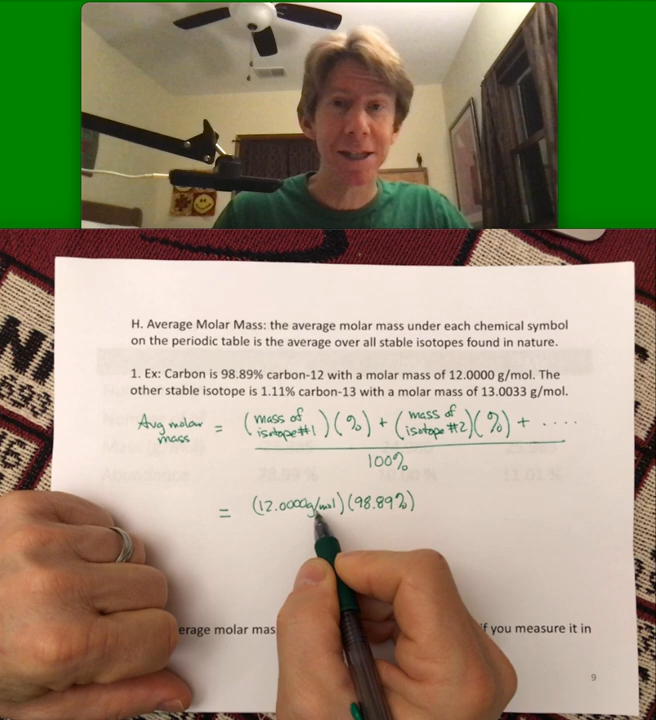 H. Average Molar Mass: the average molar mass under each chemical symbol
on the periodic table is the average over all stable isotopes found in nature.
1. Ex: Carbon is 98.89% carbon-12 with a molar mass of 12.0000 g/mol. The
other stable isotope is 1.11% carbon-13 with a molar mass of 13.0033 g/mol.
Avg molar mass = (mass of isotope #1)(%) + (mass of isotope #2)(%) + ....
100%
= (12.0000g/mol)(98.89%)
erage molar mas if you measure it in
9